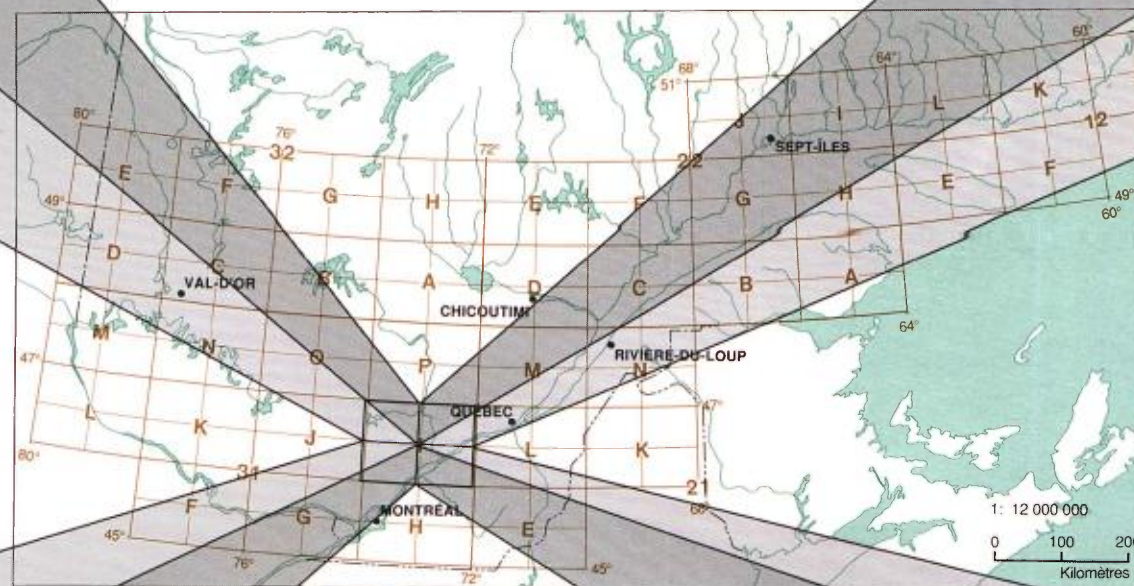 60°
68°
64°
51°
K
L
I
J
12
80°
76°
32
SEPT-ÎLES
72°
22
E
F
G
H
E
F
G
H
E
F
49°
60°
49°
D
C
B
A
D
C
B
A
VAL-D'OR
CHICOUTIMI
64°
M
N
O
P
M
N
RIVIÈRE-DU-LOUP
47°
QUÉBEC
47°
L
K
J
I
L
K
80°
31
21
68°
F
G
MONTRÉAL
H
E
1: 12 000 000
45°
76°
72°
45°
0 100 200
Kilomètres